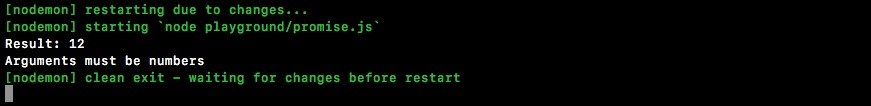 [nodemon] restarting due to changes...
[nodemon] starting `node playground/promise.js`
Result: 12
Arguments must be numbers
[nodemon] clean exit – waiting for changes before restart